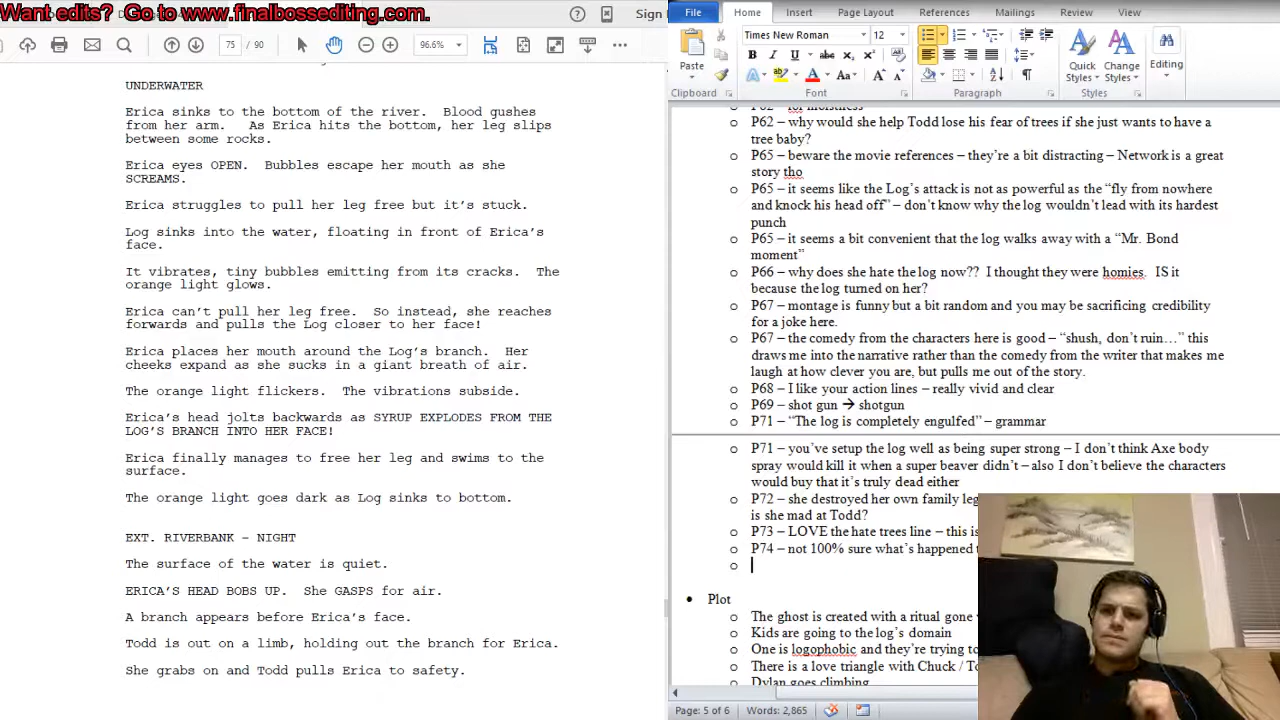 Want edits?  Go to www.finalbossediting.com.
Sign
75
90
96.6%
UNDERWATER
Erica sinks to the bottom of the river.  Blood gushes
from her arm.  As Erica hits the bottom, her leg slips
between some rocks.
Erica eyes OPEN.  Bubbles escape her mouth as she
SCREAMS.
Erica struggles to pull her leg free but it's stuck.
Log sinks into the water, floating in front of Erica's
face.
It vibrates, tiny bubbles emitting from its cracks.  The
orange light glows.
Erica can't pull her leg free.  So instead, she reaches
forwards and pulls the Log closer to her face!
Erica places her mouth around the Log's branch.  Her
cheeks expand as she sucks in a giant breath of air.
The orange light flickers.  The vibrations subside.
Erica's head jolts backwards as SYRUP EXPLODES FROM THE
LOG'S BRANCH INTO HER FACE!
Erica finally manages to free her leg and swims to the
surface.
The orange light goes dark as Log sinks to bottom.
EXT. RIVERBANK – NIGHT
The surface of the water is quiet.
ERICA'S HEAD BOBS UP.  She GASPS for air.
A branch appears before Erica's face.
Todd is out on a limb, holding out the branch for Erica.
She grabs on and Todd pulls Erica to safety.
File Home Insert Page Layout References Mailings Review View
Times New Roman 12
Paste
Quick Styles
Change Styles
Editing
Clipboard Font Paragraph Styles
P62 – for moistness
P62 – why would she help Todd lose his fear of trees if she just wants to have a
tree baby?
P65 – beware the movie references – they're a bit distracting – Network is a great
story tho
P65 – it seems like the Log's attack is not as powerful as the "fly from nowhere
and knock his head off" – don't know why the log wouldn't lead with its hardest
punch
P65 – it seems a bit convenient that the log walks away with a "Mr. Bond
moment"
P66 – why does she hate the log now??  I thought they were homies.  IS it
because the log turned on her?
P67 – montage is funny but a bit random and you may be sacrificing credibility
for a joke here.
P67 – the comedy from the characters here is good – "shush, don't ruin…" this
draws me into the narrative rather than the comedy from the writer that makes me
laugh at how clever you are, but pulls me out of the story.
P68 – I like your action lines – really vivid and clear
P69 – shot gun → shotgun
P71 – "The log is completely engulfed" – grammar
P71 – you've setup the log well as being super strong – I don't think Axe body
spray would kill it when a super beaver didn't – also I don't believe the characters
would buy that it's truly dead either
P72 – she destroyed her own family leg
is she mad at Todd?
P73 – LOVE the hate trees line – this is
P74 – not 100% sure what's happened
Plot
The ghost is created with a ritual gone
Kids are going to the log's domain
One is logophobic and they're trying to
There is a love triangle with Chuck / To
Dylan goes climbing
Page: 5 of 6
Words: 2,865